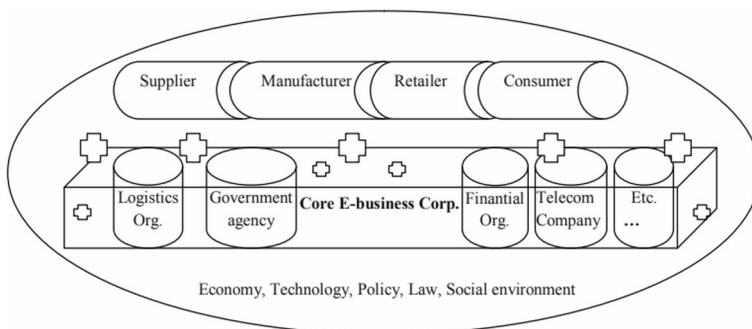 Supplier
Manufacturer
Retailer
Consumer
Logistics
Org.
Government
agency
Core E-business Corp.
Finantial
Org.
Telecom
Company
Etc.
...
Economy, Technology, Policy, Law, Social environment